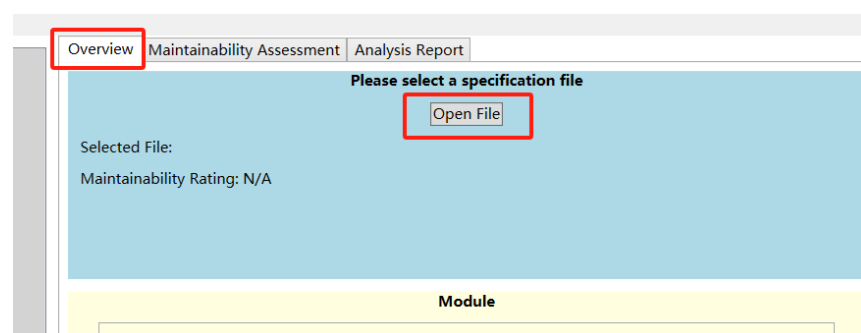 Overview Maintainability Assessment Analysis Report
Please select a specification file
Open File
Selected File:
Maintainability Rating: N/A
Module